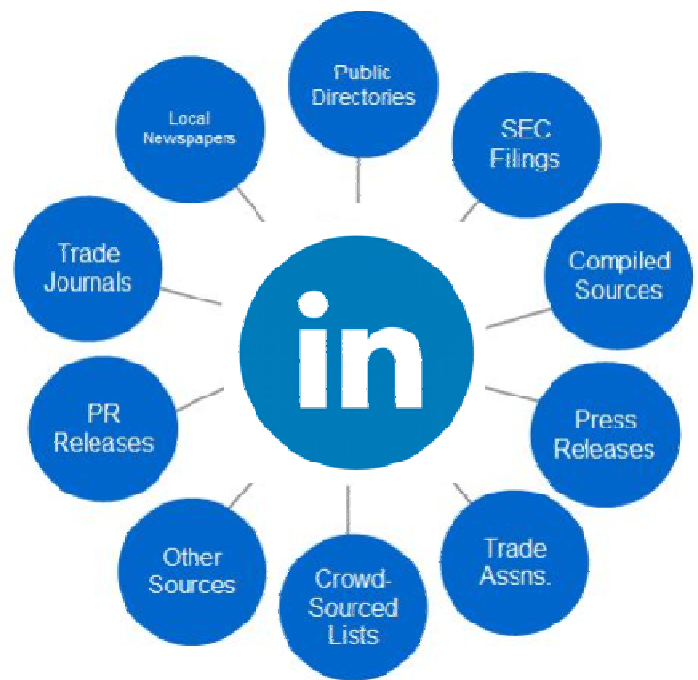 Public
Directories
SEC
Filings
Compiled
Sources
Press
Releases
Trade
Assns.
Crowd-
Sourced
Lists
Other
Sources
PR
Releases
Trade
Journals
Local
Newspapers
in